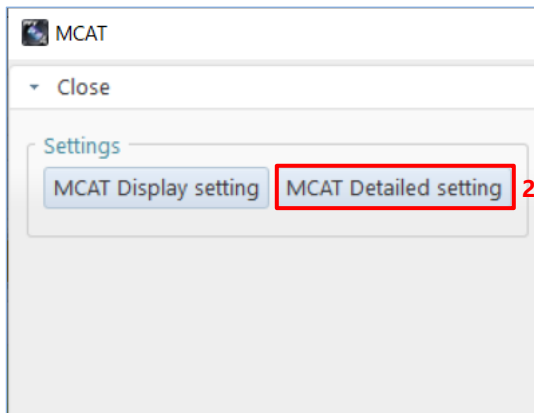 MCAT
Close
Settings
MCAT Display setting MCAT Detailed setting 2